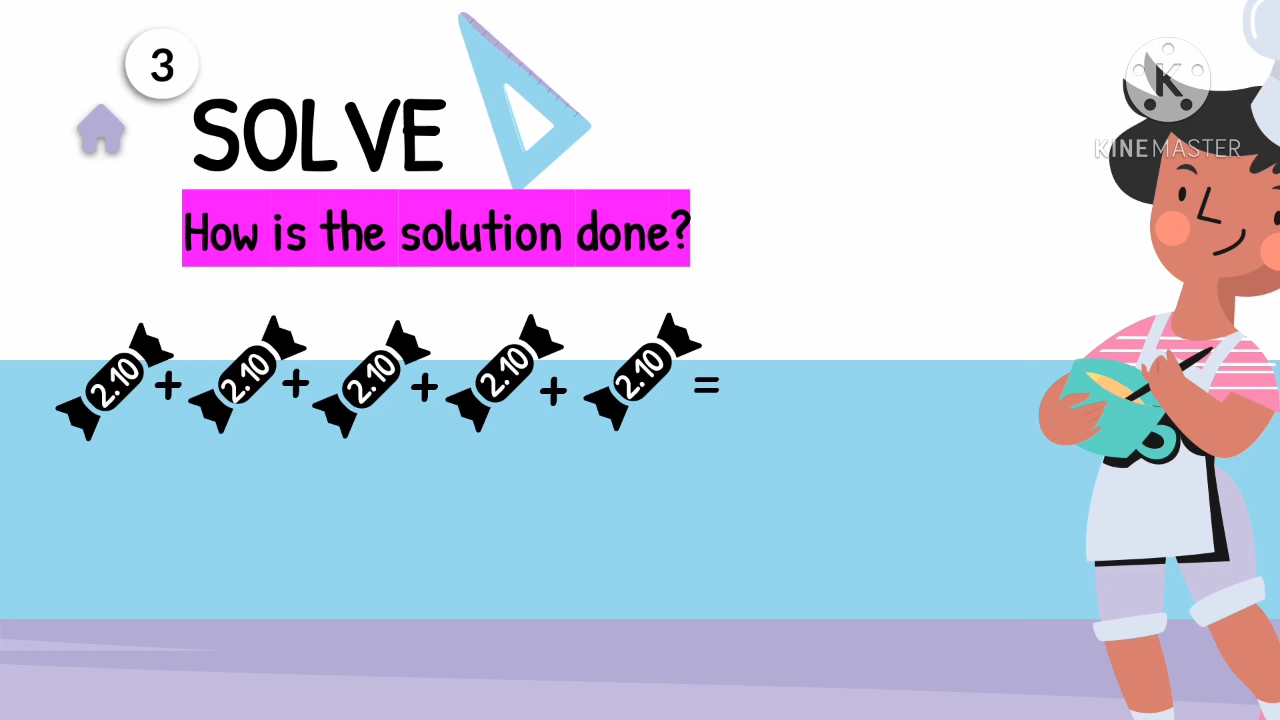 3
SOLVE
How is the solution done?
2.10 + 2.10 + 2.10 + 2.10 + 2.10 =
K
KINEMASTER